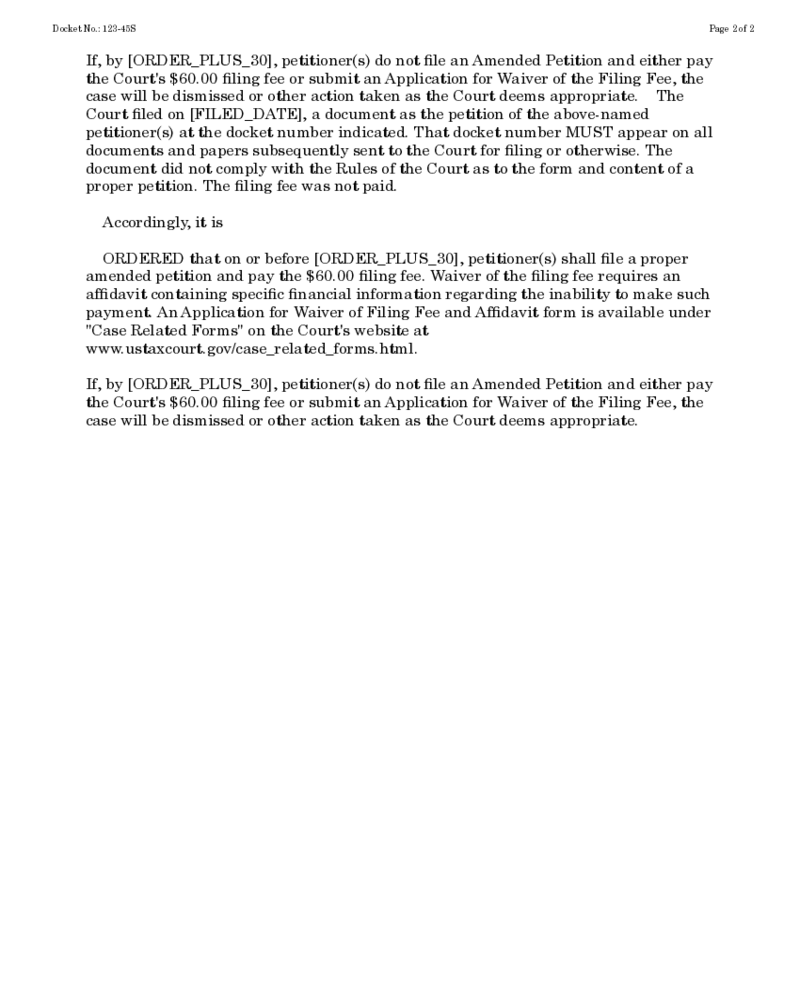 Docket No.: 123-45S
Page 2 of 2
If, by [ORDER_PLUS_30], petitioner(s) do not file an Amended Petition and either pay
the Court's $60.00 filing fee or submit an Application for Waiver of the Filing Fee, the
case will be dismissed or other action taken as the Court deems appropriate. The
Court filed on [FILED_DATE], a document as the petition of the above-named
petitioner(s) at the docket number indicated. That docket number MUST appear on all
documents and papers subsequently sent to the Court for filing or otherwise. The
document did not comply with the Rules of the Court as to the form and content of a
proper petition. The filing fee was not paid.
Accordingly, it is
ORDERED that on or before [ORDER_PLUS_30], petitioner(s) shall file a proper
amended petition and pay the $60.00 filing fee. Waiver of the filing fee requires an
affidavit containing specific financial information regarding the inability to make such
payment. An Application for Waiver of Filing Fee and Affidavit form is available under
"Case Related Forms" on the Court's website at
www.ustaxcourt.gov/case_related_forms.html.
If, by [ORDER_PLUS_30], petitioner(s) do not file an Amended Petition and either pay
the Court's $60.00 filing fee or submit an Application for Waiver of the Filing Fee, the
case will be dismissed or other action taken as the Court deems appropriate.